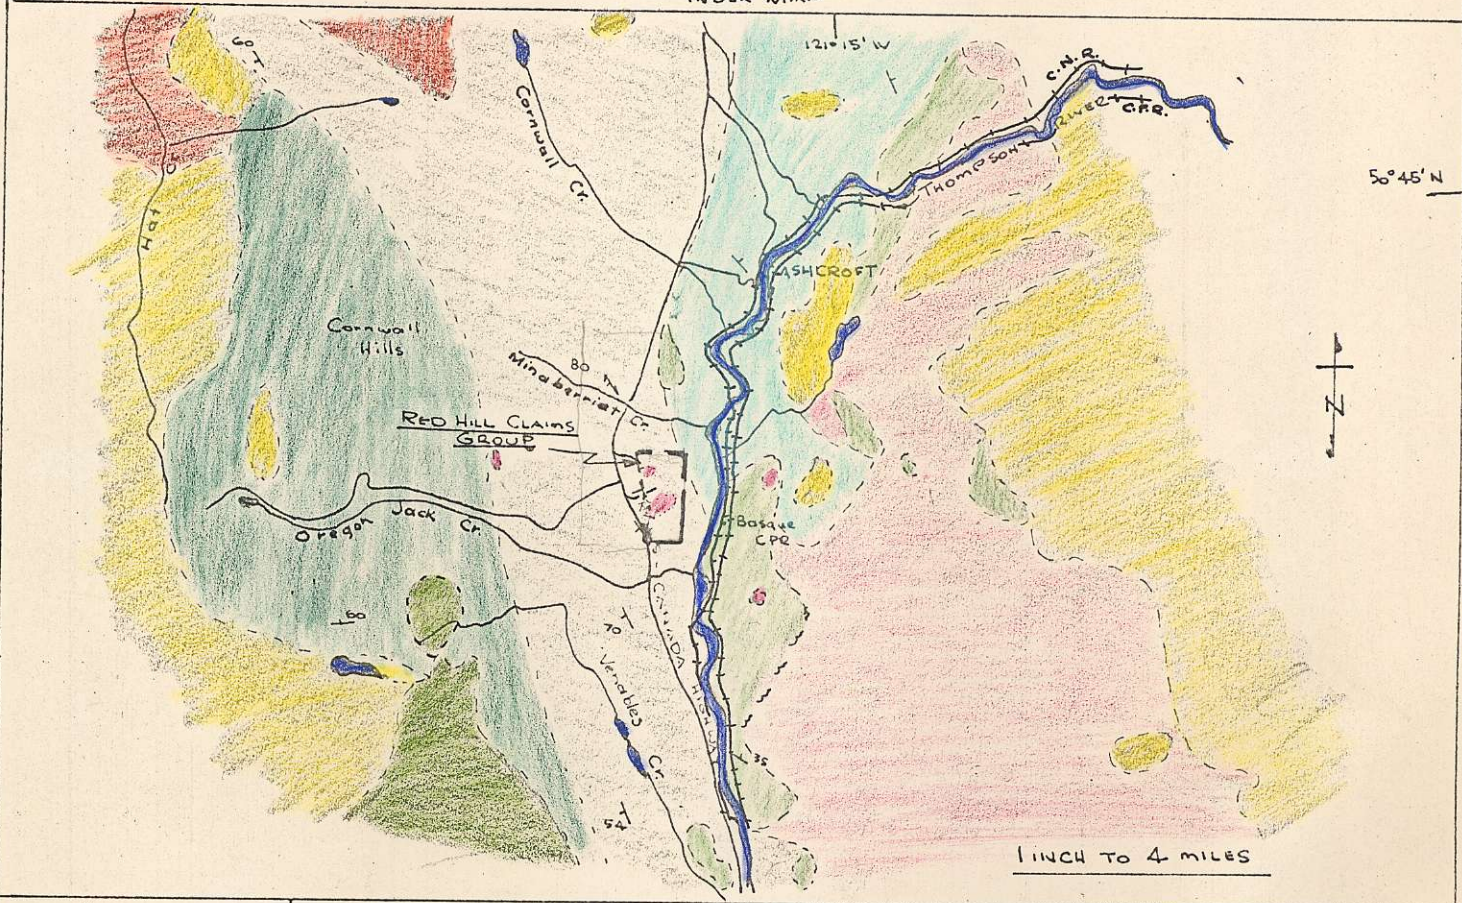 121° 15' W
C.N.R.
C.P.R.
RIVER
THOMPSON
50° 45' N
60
Cornwall Cr.
Hat Ck
ASHCROFT
Cornwall
Hills
80
Minaberriet Cr.
RED HILL CLAIMS
GROUP
N
Oregon Jack Cr.
Basque
CPR
60
70
CANADA HIGHWAY
Venables Cr.
35
54
1 INCH TO 4 MILES